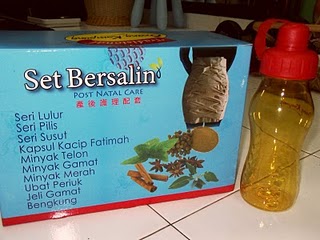 Set Bersalin
POST NATAL CARE
產後護理配套
Seri Lulur
Seri Pilis
Seri Susut
Kapsul Kacip Fatimah
Minyak Telon
Minyak Gamat
Minyak Merah
Ubat Periuk
Jeli Gamat
Bengkung